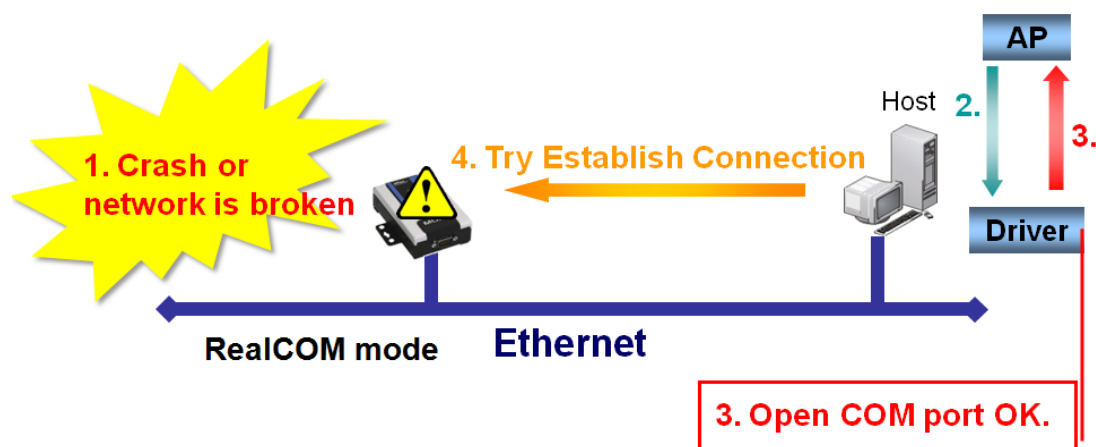 AP
Host
2.
3.
1. Crash or
network is broken
4. Try Establish Connection
Driver
RealCOM mode
Ethernet
3. Open COM port OK.